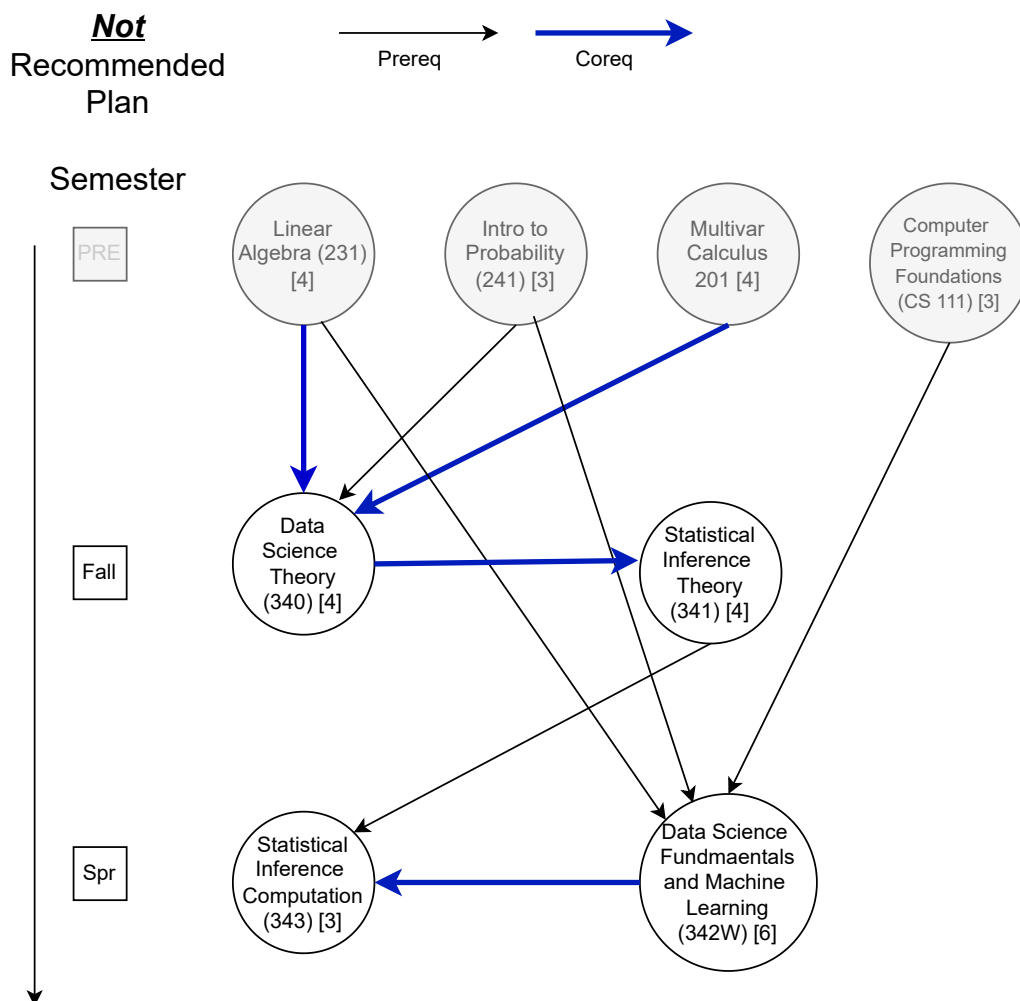 Not
Recommended
Plan
Prereq
Coreq
Semester
PRE
Linear
Algebra (231)
[4]
Intro to
Probability
(241) [3]
Multivar
Calculus
201 [4]
Computer
Programming
Foundations
(CS 111) [3]
Fall
Data
Science
Theory
(340) [4]
Statistical
Inference
Theory
(341) [4]
Spr
Statistical
Inference
Computation
(343) [3]
Data Science
Fundmaentals
and Machine
Learning
(342W) [6]